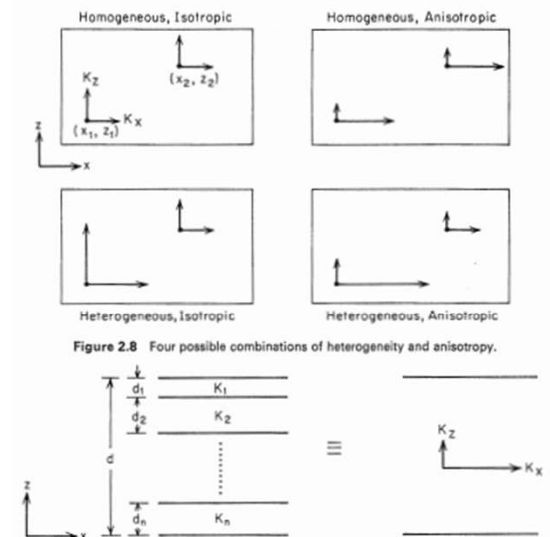 Homogeneous, Isotropic
Homogeneous, Anisotropic
Kz
(x2, z2)
Kx
(x1, z1)
z
x
Heterogeneous, Isotropic
Heterogeneous, Anisotropic
Figure 2.8 Four possible combinations of heterogeneity and anisotropy.
d1
K1
d2
K2
≡
Kz
d
Kx
z
dn
Kn
x